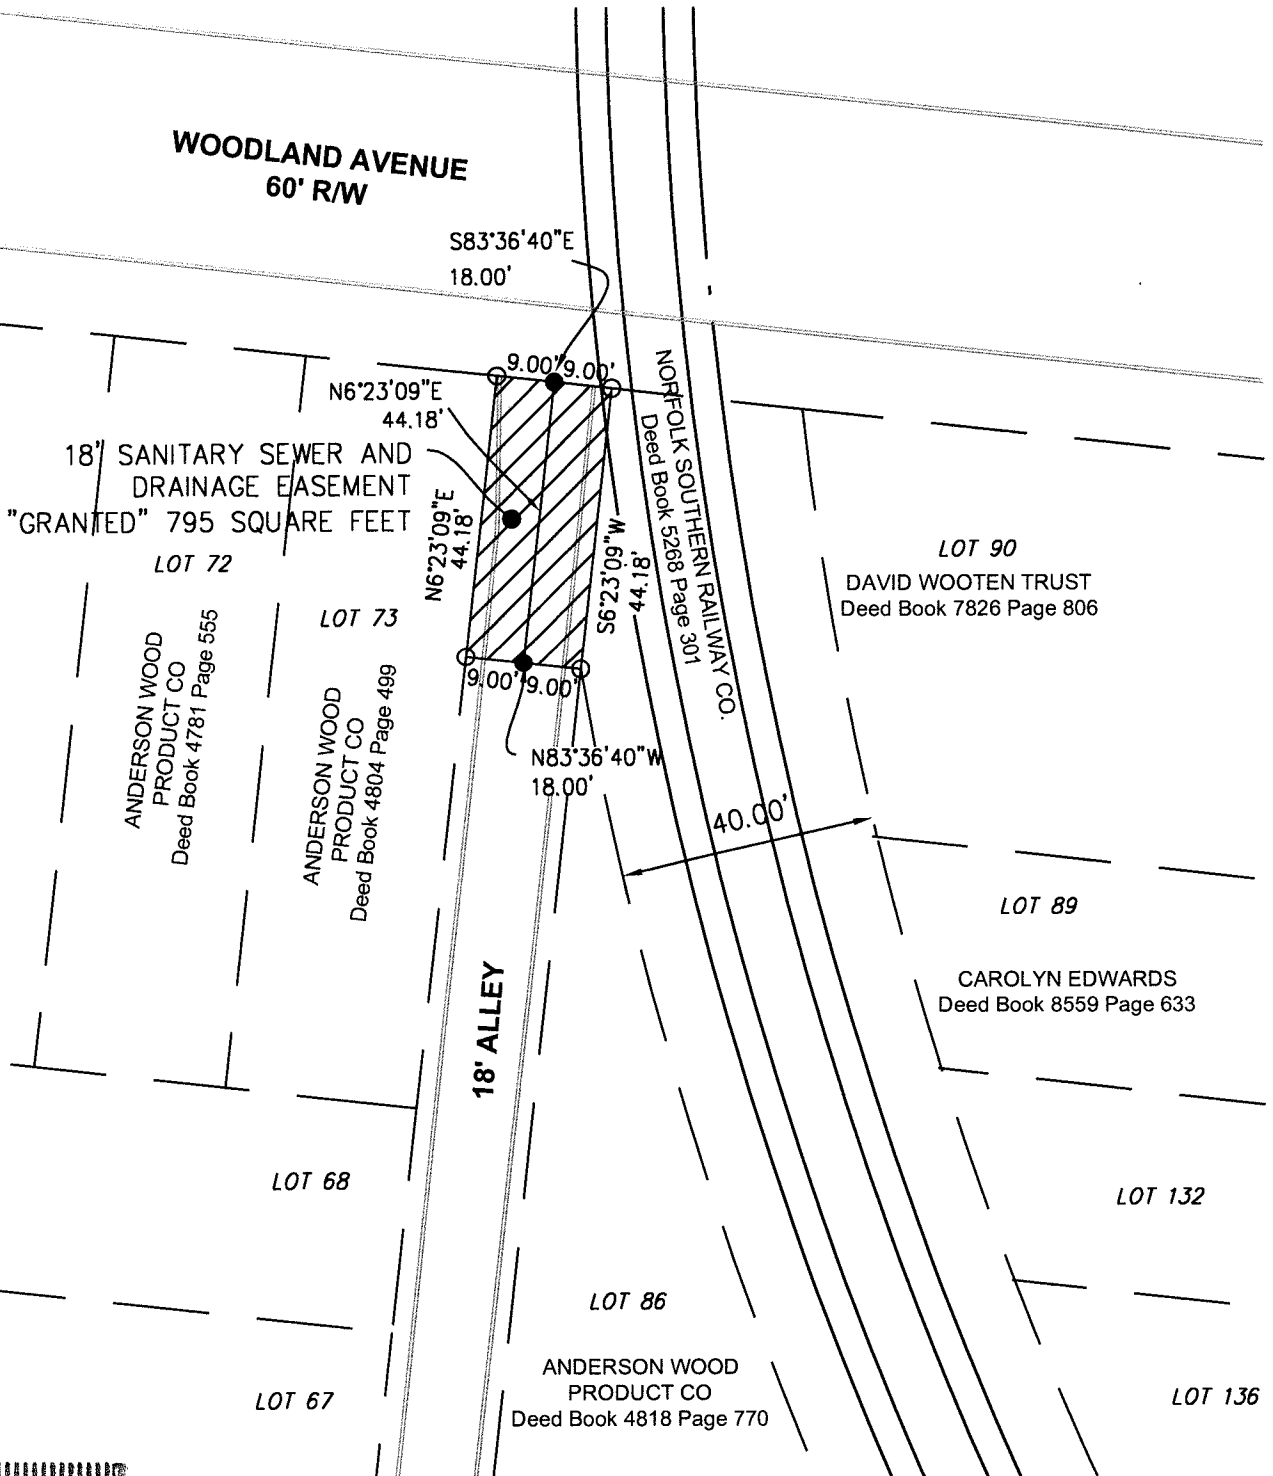 WOODLAND AVENUE
60' R/W
S83°36'40"E
18.00'
9.00'
9.00'
N6°23'09"E
44.18'
18' SANITARY SEWER AND
DRAINAGE EASEMENT
"GRANTED" 795 SQUARE FEET
N6°23'09"E
44.18'
S6°23'09"W
44.18'
NORFOLK SOUTHERN RAILWAY CO.
Deed Book 5268 Page 301
LOT 90
DAVID WOOTEN TRUST
Deed Book 7826 Page 806
LOT 72
ANDERSON WOOD
PRODUCT CO
Deed Book 4781 Page 555
LOT 73
ANDERSON WOOD
PRODUCT CO
Deed Book 4804 Page 499
9.00'
9.00'
N83°36'40"W
18.00'
40.00'
LOT 89
CAROLYN EDWARDS
Deed Book 8559 Page 633
18' ALLEY
LOT 68
LOT 132
LOT 86
ANDERSON WOOD
PRODUCT CO
Deed Book 4818 Page 770
LOT 67
LOT 136